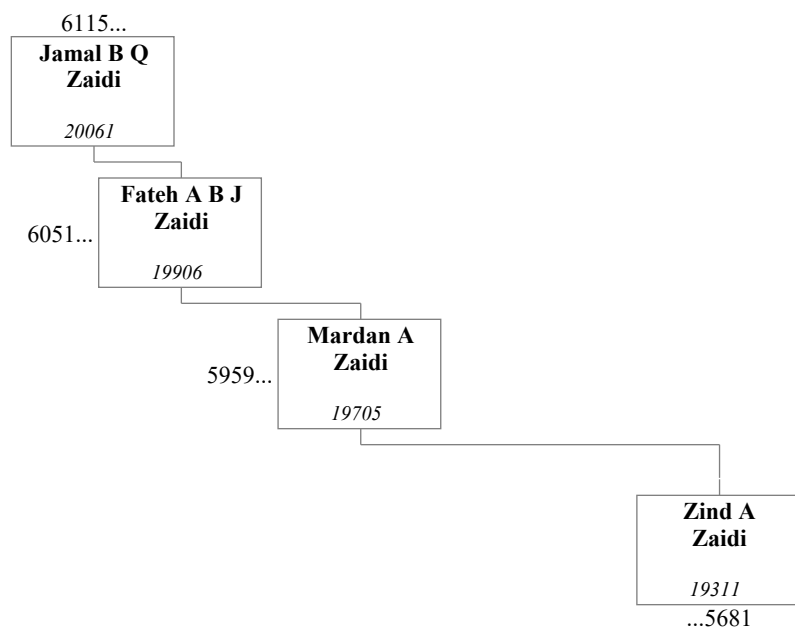 6115...
Jamal B Q
Zaidi
20061
Fateh A B J
Zaidi
6051...
19906
Mardan A
Zaidi
5959...
19705
Zind A
Zaidi
19311
...5681